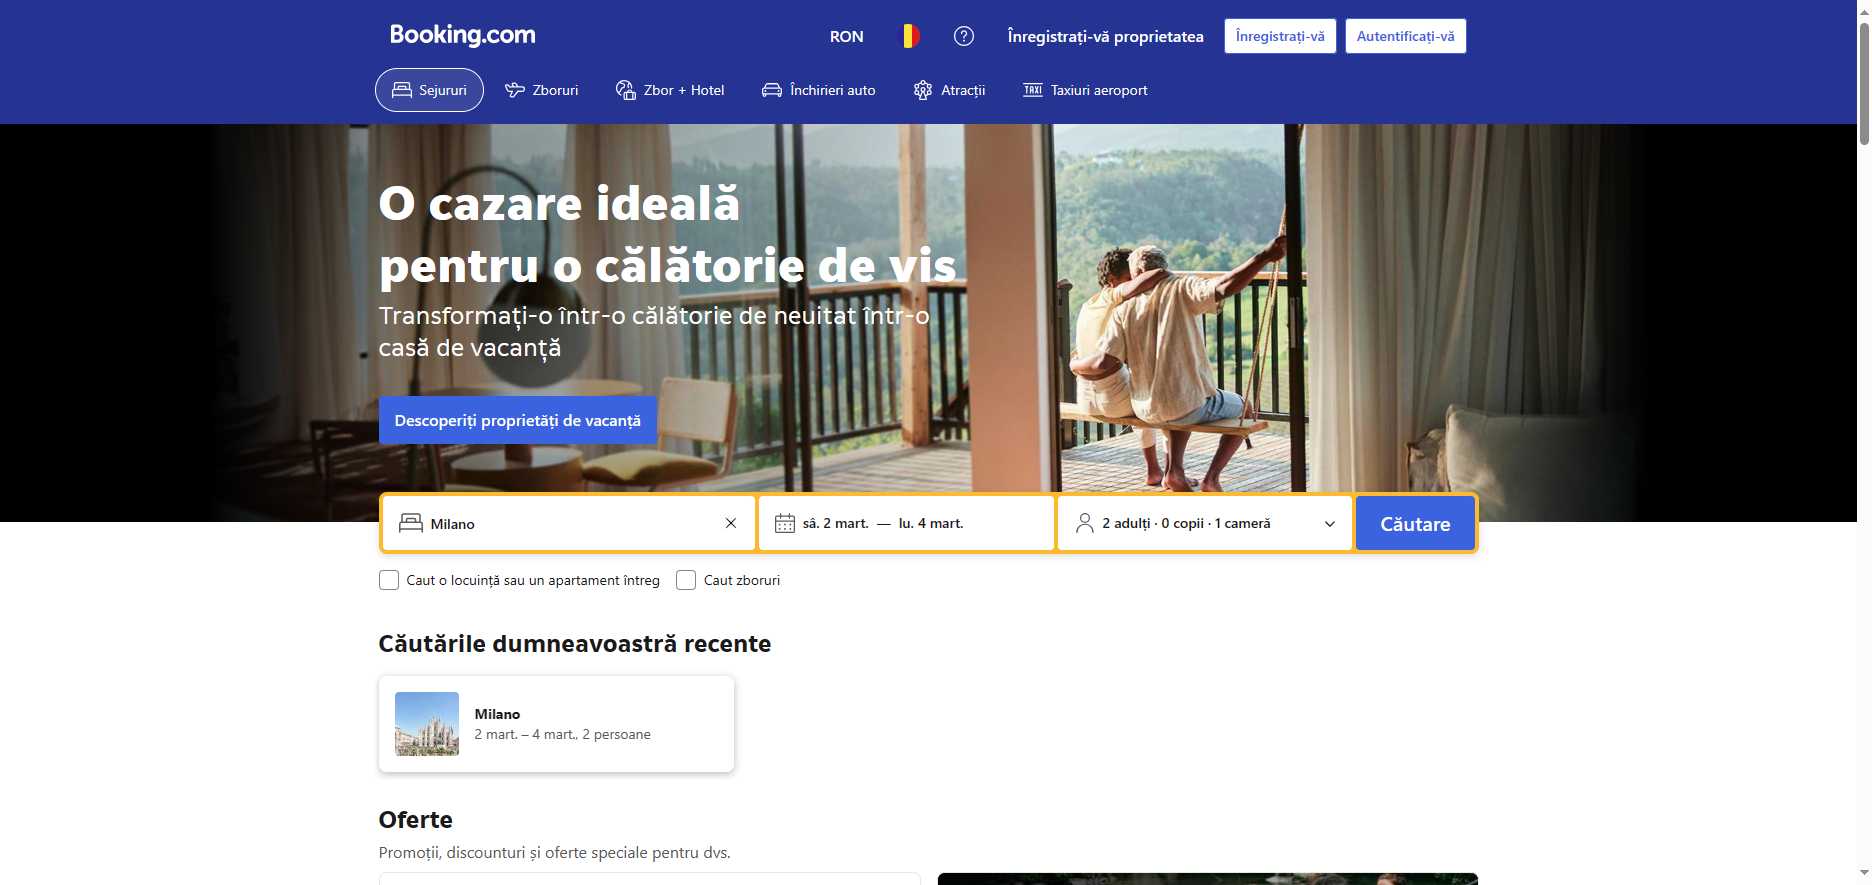 Booking.com
RON
Înregistrați-vă proprietatea
Înregistrați-vă
Autentificați-vă
Sejururi
Zboruri
Zbor + Hotel
Închirieri auto
Atracții
TAXI
Taxiuri aeroport
O cazare ideală
pentru o călătorie de vis
Transformați-o într-o călătorie de neuitat într-o
casă de vacanță
Descoperiți proprietăți de vacanță
Milano
sâ. 2 mart. — lu. 4 mart.
2 adulți · 0 copii · 1 cameră
Căutare
Caut o locuință sau un apartament întreg
Caut zboruri
Căutările dumneavoastră recente
Milano
2 mart. – 4 mart., 2 persoane
Oferte
Promoții, discounturi și oferte speciale pentru dvs.